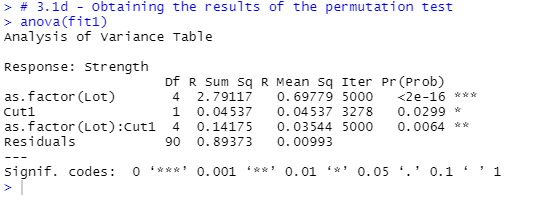 > # 3.1d - Obtaining the results of the permutation test
> anova(fit1)
Analysis of Variance Table

Response: Strength
                    Df R Sum Sq R Mean Sq Iter Pr(Prob)    
as.factor(Lot)       4  2.79117   0.69779 5000   <2e-16 ***
Cut1                 1  0.04537   0.04537 3278   0.0299 *  
as.factor(Lot):Cut1  4  0.14175   0.03544 5000   0.0064 ** 
Residuals           90  0.89373   0.00993                  
---
Signif. codes:  0 ‘***’ 0.001 ‘**’ 0.01 ‘*’ 0.05 ‘.’ 0.1 ‘ ’ 1
>